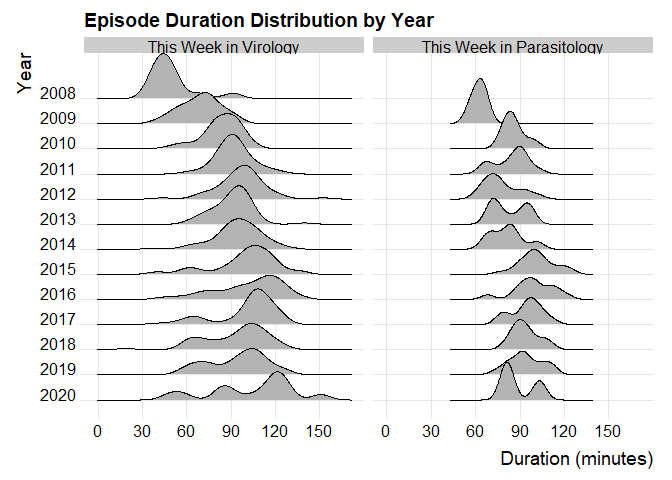 Episode Duration Distribution by Year
This Week in Virology This Week in Parasitology
Year
2008
2009
2010
2011
2012
2013
2014
2015
2016
2017
2018
2019
2020
0 30 60 90 120 150 0 30 60 90 120 150
Duration (minutes)